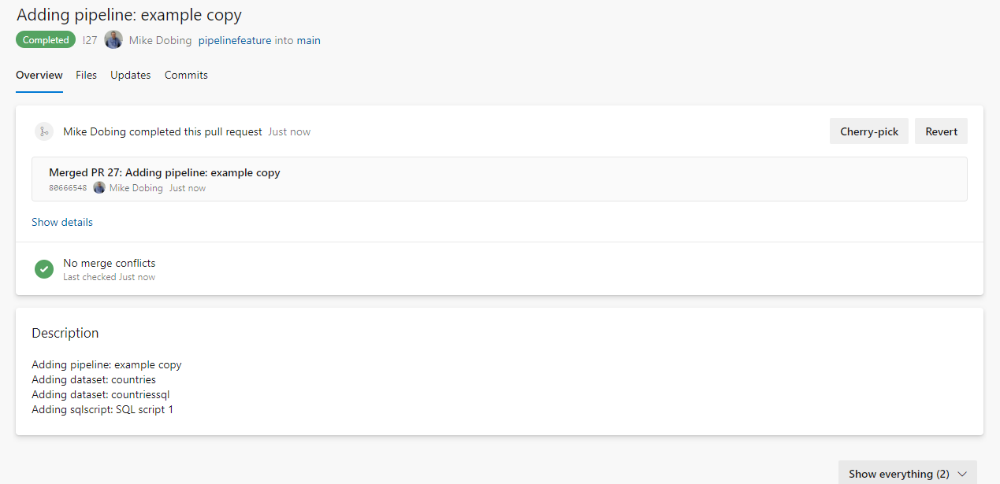 Adding pipeline: example copy
Completed !27 Mike Dobing pipelinefeature into main
Overview Files Updates Commits
Mike Dobing completed this pull request Just now Cherry-pick Revert
Merged PR 27: Adding pipeline: example copy
80666548 Mike Dobing Just now
Show details
No merge conflicts
Last checked Just now
Description
Adding pipeline: example copy
Adding dataset: countries
Adding dataset: countriessql
Adding sqlscript: SQL script 1
Show everything (2)